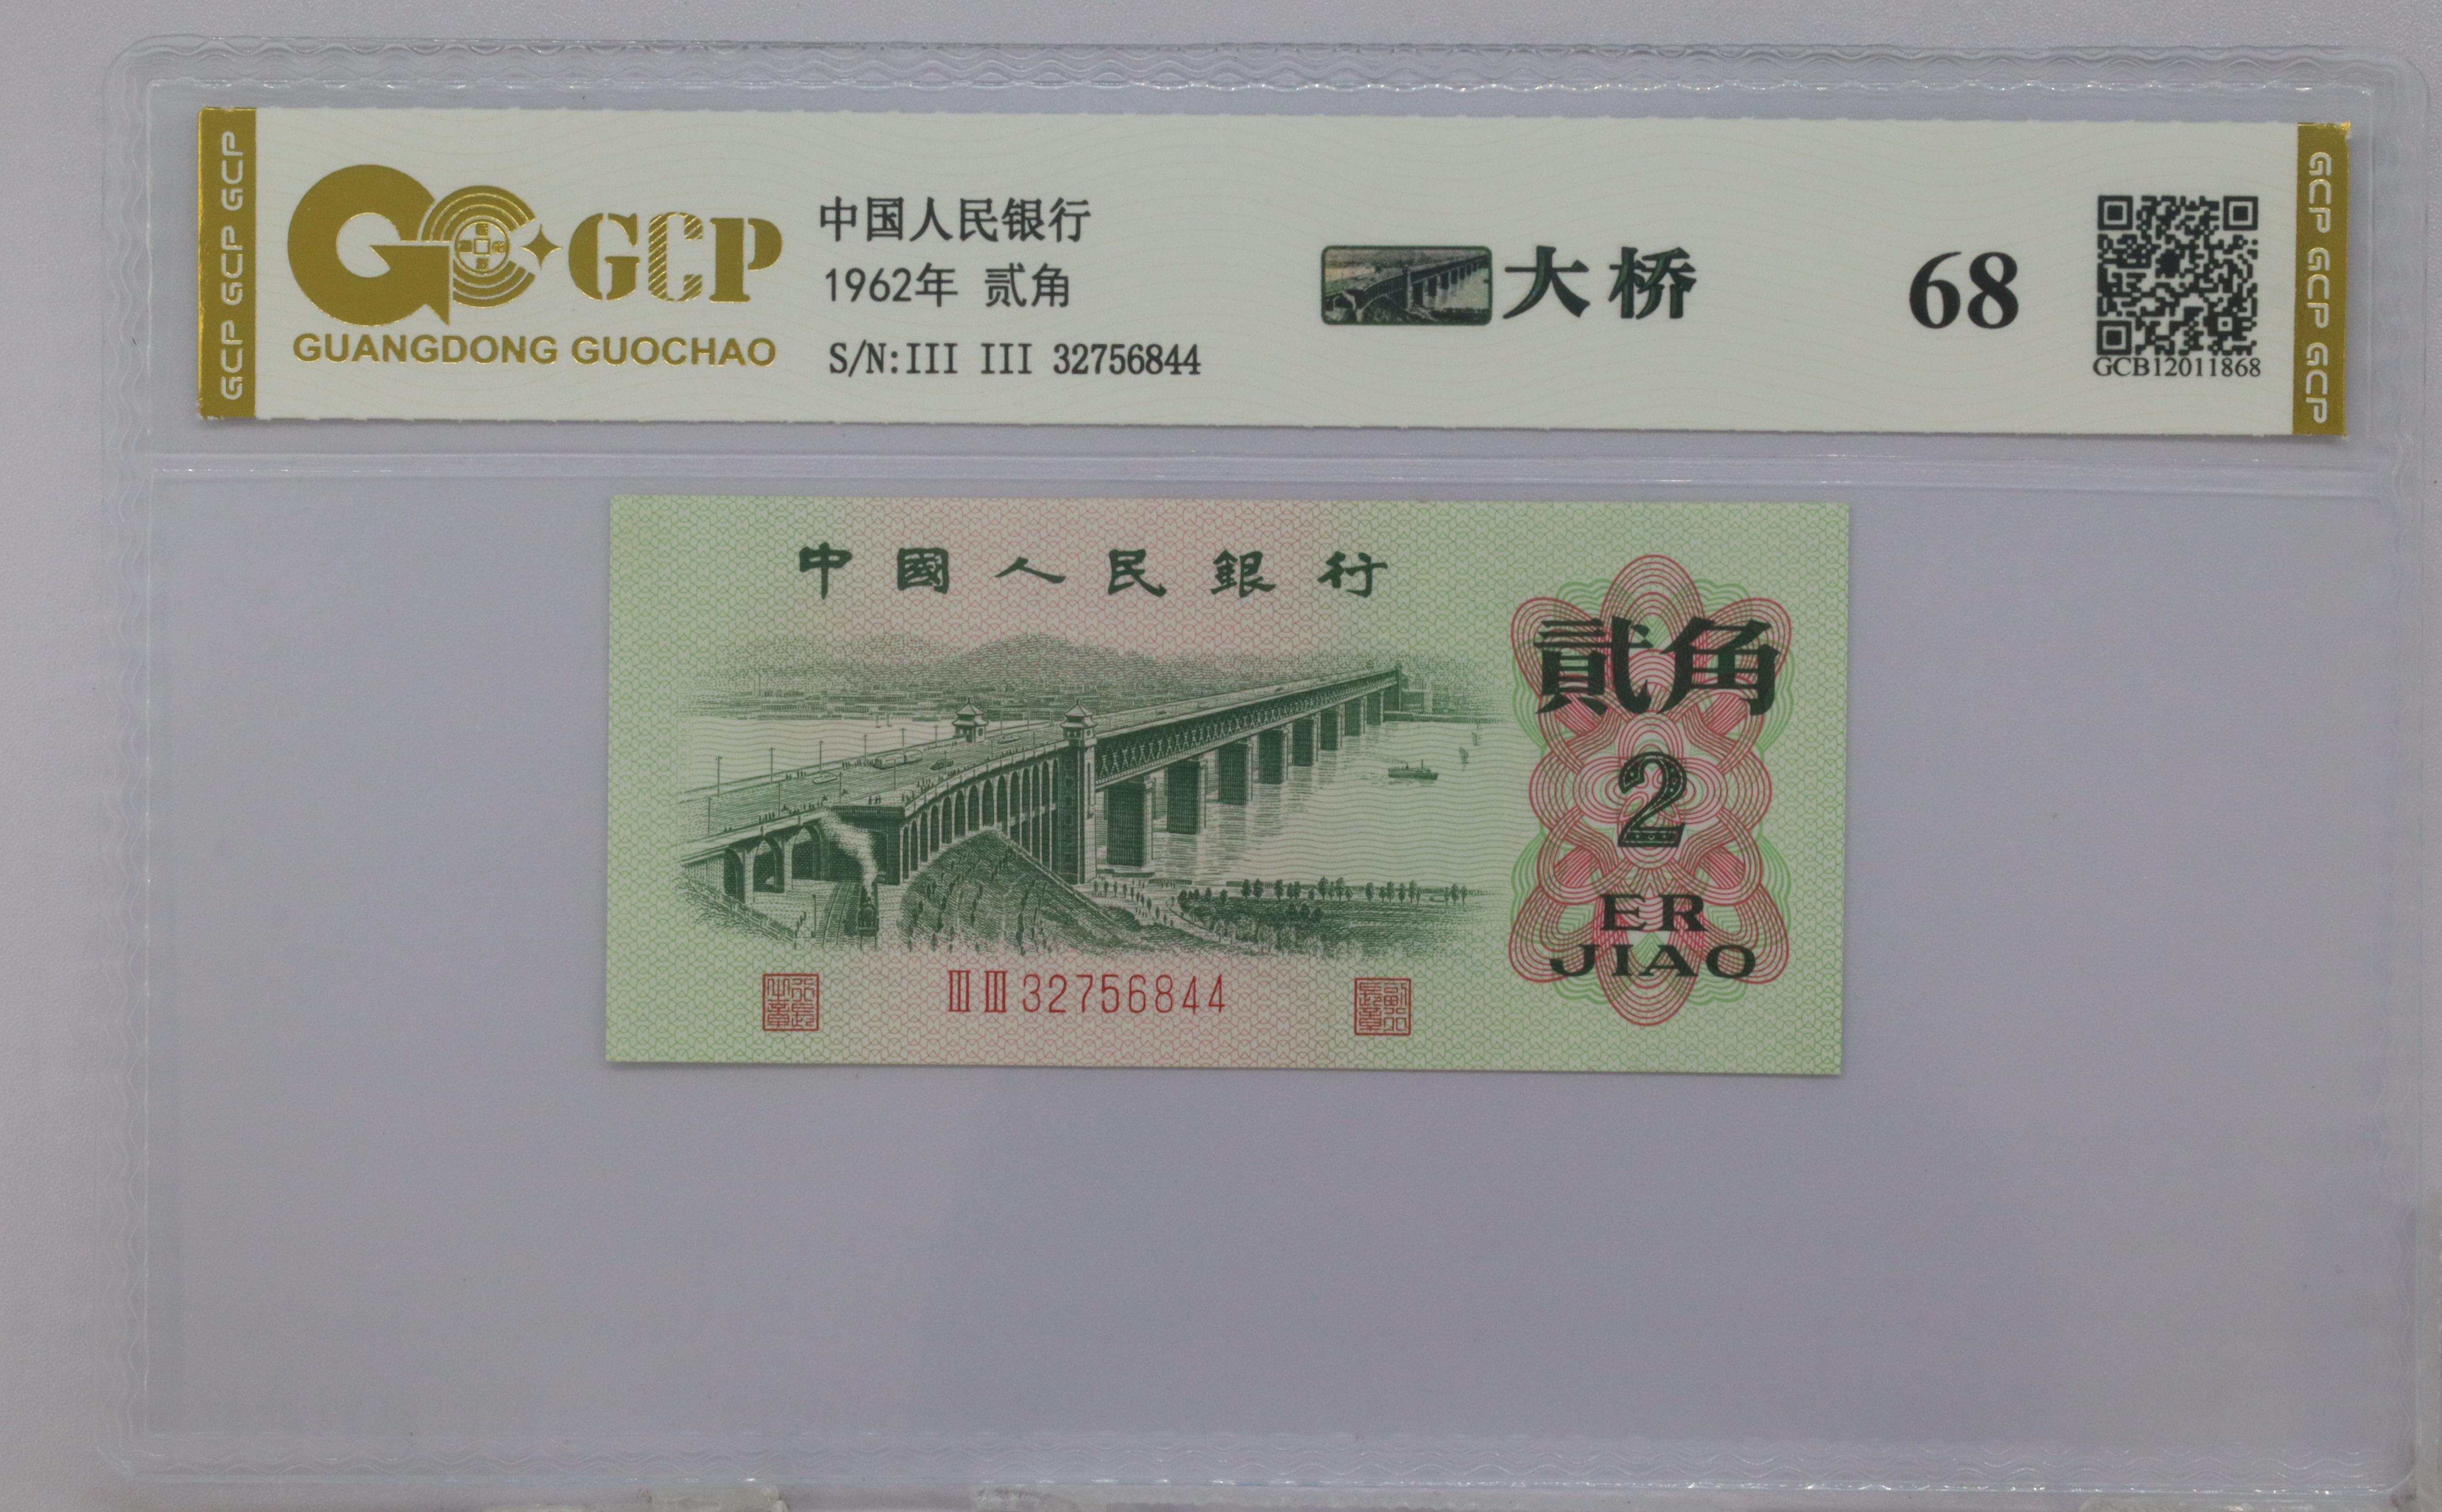 GCP GCP GCP
GCP
GUANGDONG GUOCHAO
中国人民银行
1962年 贰角
S/N:III III 32756844
大桥
68
GCB12011868
GCP GCP GCP
中國人民銀行
貳角
2
ER
JIAO
III III 32756844